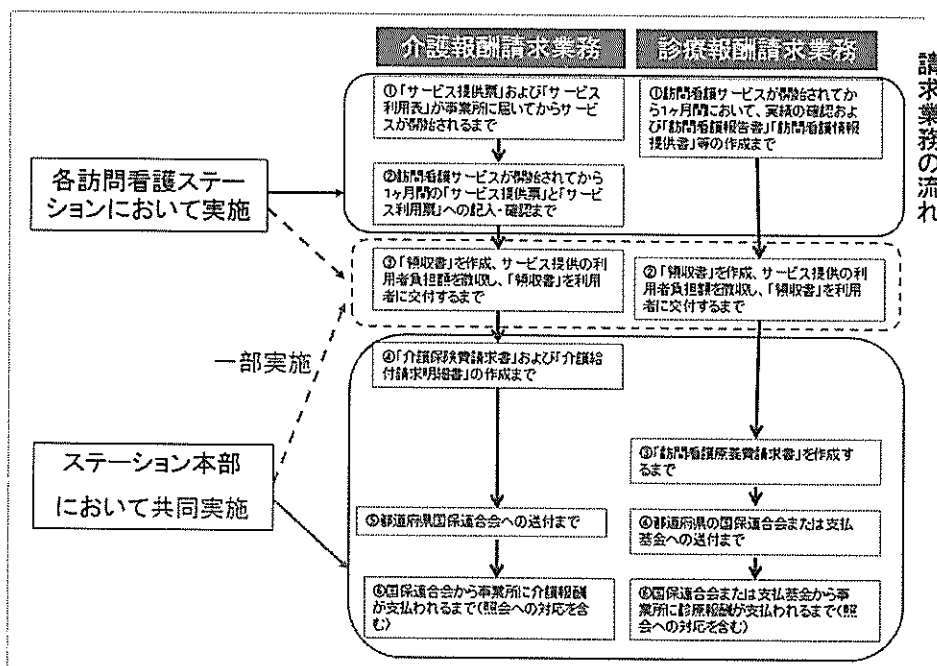 請求業務の流れ
介護報酬請求業務
診療報酬請求業務
①「サービス提供票」および「サービス
利用表」が事業所に届いてからサービ
スが開始されるまで
②訪問看護サービスが開始されてから
1ヶ月間の「サービス提供票」と「サービ
ス利用票」への記入・確認まで
③「領収書」を作成、サービス提供の利
用者負担額を徴収し、「領収書」を利用
者に交付するまで
④「介護保険費請求書」および「介護給
付請求明細書」の作成まで
⑤都道府県国保連合会への送付まで
⑥国保連合会から事業所に介護報酬
が支払われるまで(照会への対応を含
む)
①訪問看護サービスが開始されてか
ら1ヶ月間において、実績の確認およ
び「訪問看護報告書」「訪問看護情報
提供書」等の作成まで
②「領収書」を作成、サービス提供の利
用者負担額を徴収し、「領収書」を利用
者に交付するまで
③「訪問看護療養費請求書」を作成す
るまで
④都道府県の国保連合会または支払
基金への送付まで
⑤国保連合会または支払基金から事
業所に診療報酬が支払われるまで(照
会への対応を含む)
各訪問看護ステー
ションにおいて実施
一部実施
ステーション本部
において共同実施